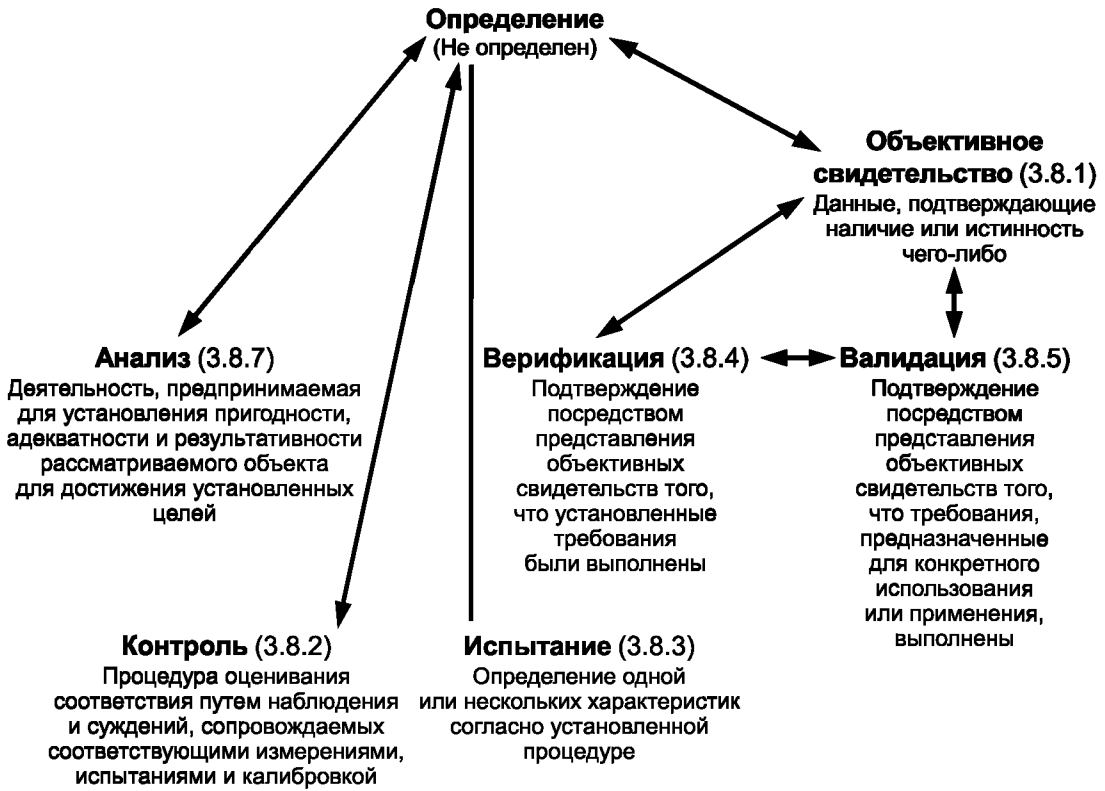 Определение
(Не определен)
Объективное
свидетельство (3.8.1)
Данные, подтверждающие
наличие или истинность
чего-либо
Анализ (3.8.7)
Деятельность, предпринимаемая
для установления пригодности,
адекватности и результативности
рассматриваемого объекта
для достижения установленных
целей
Верификация (3.8.4)
Подтверждение
посредством
представления
объективных
свидетельств того,
что установленные
требования
были выполнены
Валидация (3.8.5)
Подтверждение
посредством
представления
объективных
свидетельств того,
что требования,
предназначенные
для конкретного
использования
или применения,
выполнены
Контроль (3.8.2)
Процедура оценивания
соответствия путем наблюдения
и суждений, сопровождаемых
соответствующими измерениями,
испытаниями и калибровкой
Испытание (3.8.3)
Определение одной
или нескольких характеристик
согласно установленной
процедуре